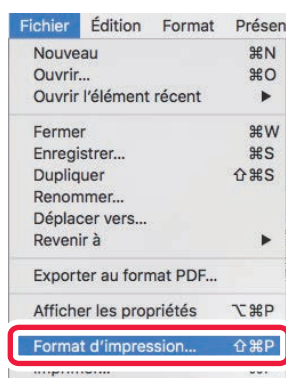 Fichier Édition Format Présen
Nouveau ⌘N
Ouvrir... ⌘O
Ouvrir l'élément récent ▶
Fermer ⌘W
Enregistrer... ⌘S
Dupliquer ⇧⌘S
Renommer...
Déplacer vers...
Revenir à ▶
Exporter au format PDF...
Afficher les propriétés ⌥⌘P
Format d'impression... ⇧⌘P